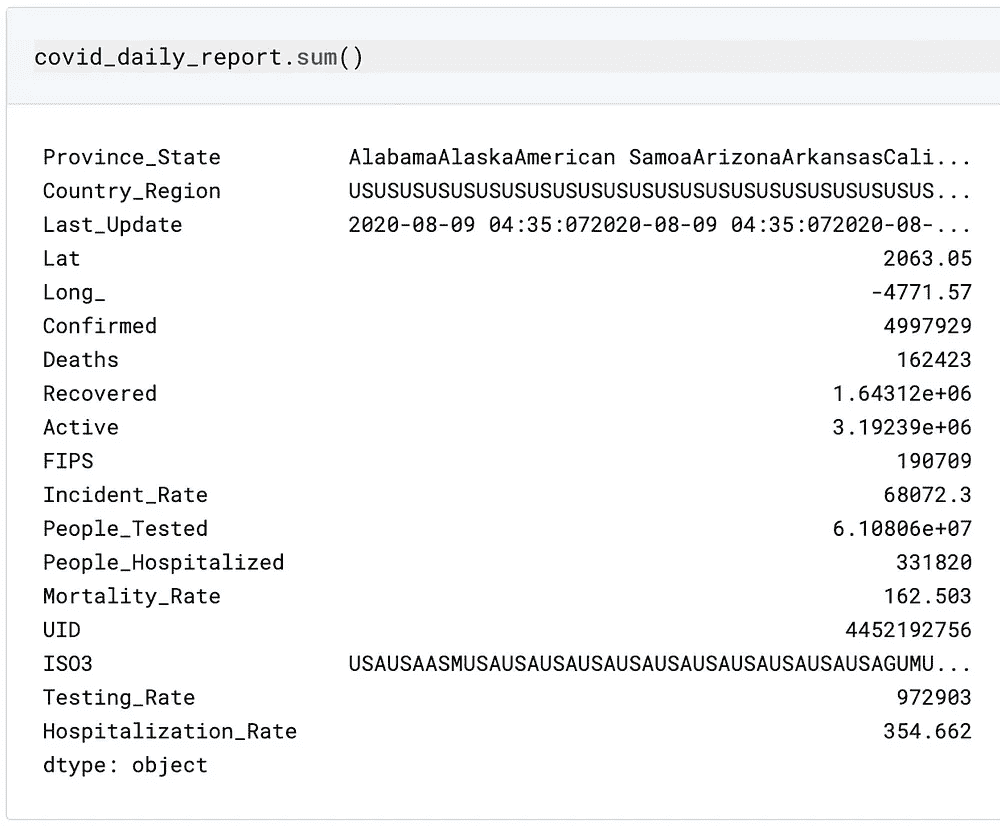 covid_daily_report.sum()
Province_State AlabamaAlaskaAmerican SamoaArizonaArkansasCali...
Country_Region USUSUSUSUSUSUSUSUSUSUSUSUSUSUSUSUSUSUSUSUSUSUS...
Last_Update 2020-08-09 04:35:072020-08-09 04:35:072020-08-...
Lat 2063.05
Long_ -4771.57
Confirmed 4997929
Deaths 162423
Recovered 1.64312e+06
Active 3.19239e+06
FIPS 190709
Incident_Rate 68072.3
People_Tested 6.10806e+07
People_Hospitalized 331820
Mortality_Rate 162.503
UID 4452192756
ISO3 USAUSAASMUSAUSAUSAUSAUSAUSAUSAUSAUSAUSAGUMU...
Testing_Rate 972903
Hospitalization_Rate 354.662
dtype: object